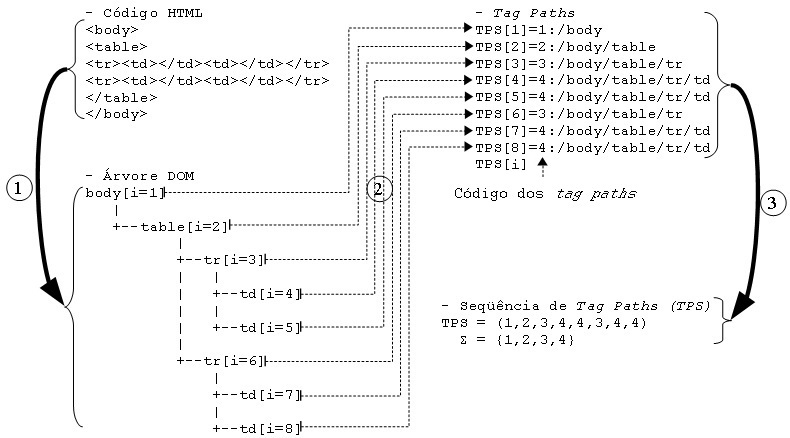 - Código HTML
<body>
<table>
<tr><td></td><td></td></tr>
<tr><td></td><td></td></tr>
</table>
</body>
- Tag Paths
TPS[1]=1:/body
TPS[2]=2:/body/table
TPS[3]=3:/body/table/tr
TPS[4]=4:/body/table/tr/td
TPS[5]=4:/body/table/tr/td
TPS[6]=3:/body/table/tr
TPS[7]=4:/body/table/tr/td
TPS[8]=4:/body/table/tr/td
TPS[i]
Código dos tag paths
1
2
3
- Árvore DOM
body[i=1]
table[i=2]
tr[i=3]
td[i=4]
td[i=5]
tr[i=6]
td[i=7]
td[i=8]
- Seqüência de Tag Paths (TPS)
TPS = (1,2,3,4,4,3,4,4)
Σ = {1,2,3,4}